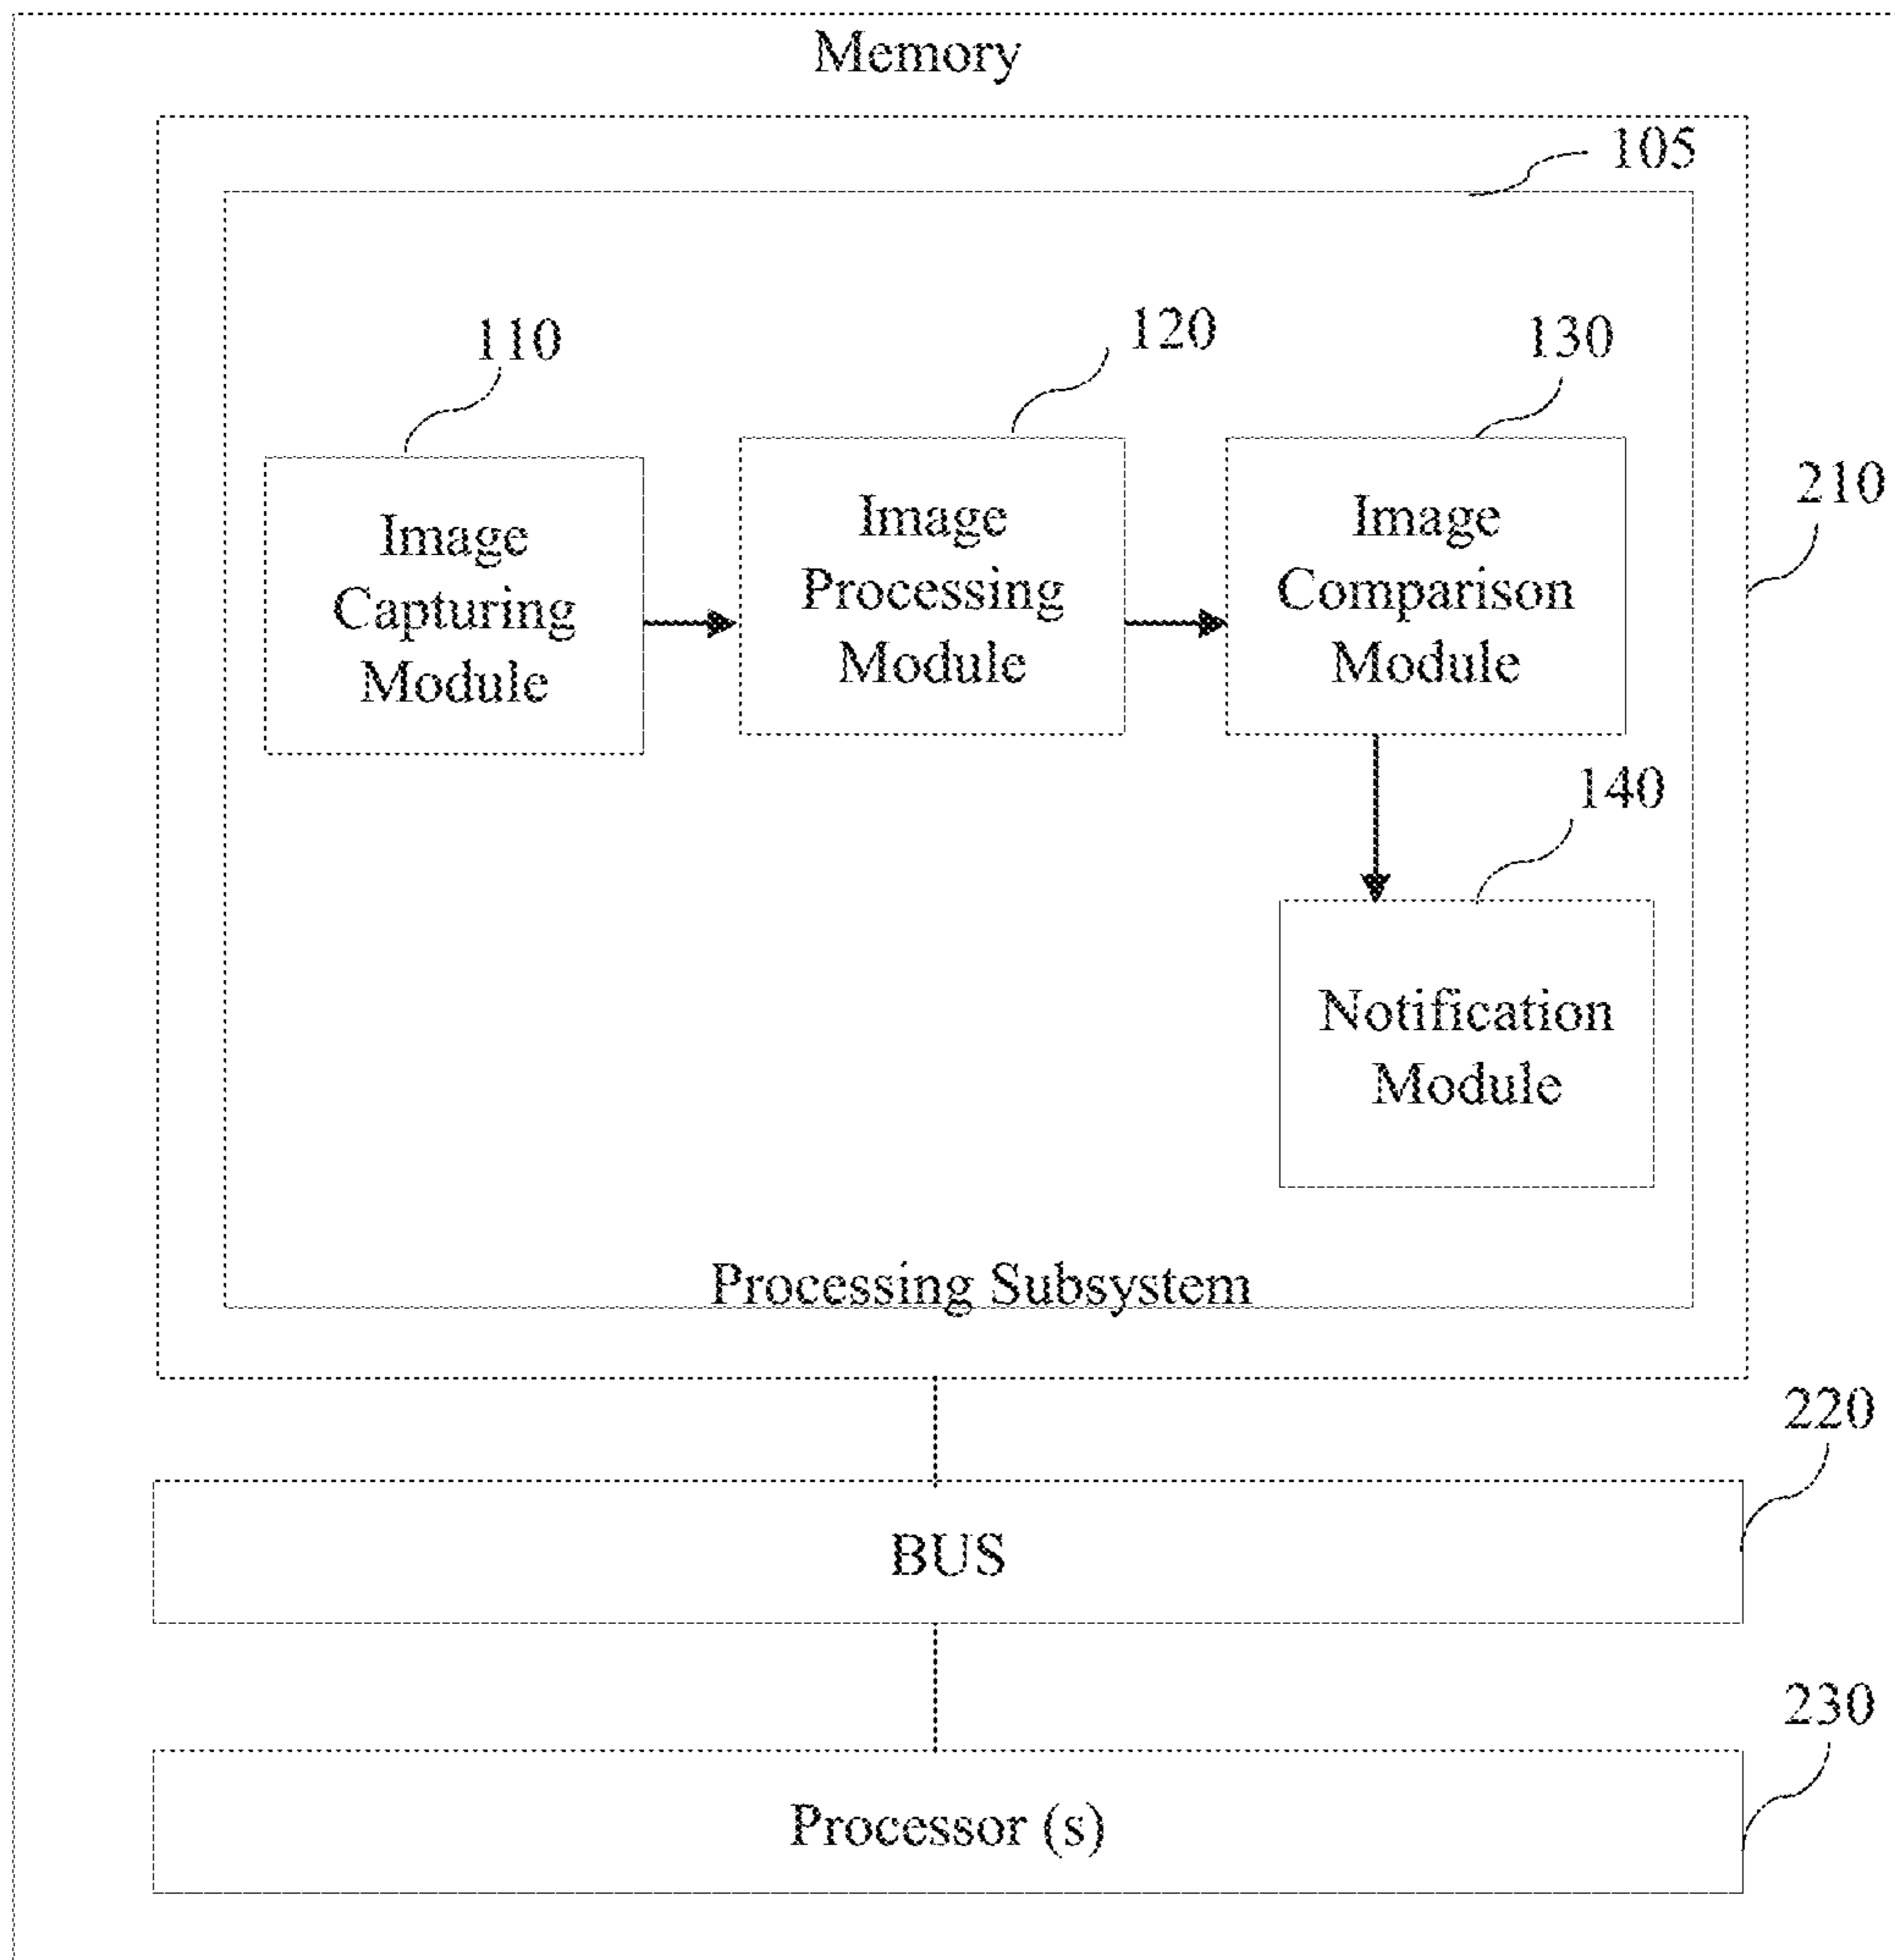 Memory
105
110
120
130
210
Image
Capturing
Module
Image
Processing
Module
Image
Comparison
Module
140
Notification
Module
Processing Subsystem
220
BUS
230
Processor (s)